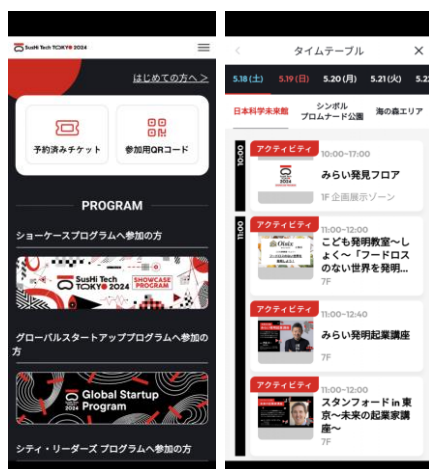 SusHi Tech TOKYO 2024
はじめての方へ＞
予約済みチケット
参加用QRコード
PROGRAM
ショーケースプログラムへ参加の方
SusHi Tech
TOKYO 2024
SHOWCASE
PROGRAM
グローバルスタートアッププログラムへ参加の
方
2024
Global Startup
Program
シティ・リーダーズ プログラムへ参加の方
タイムテーブル
5.18(土) 5.19(日) 5.20(月) 5.21(火) 5.2
日本科学未来館
シンボル
プロムナード公園
海の森エリア
10:00
アクティビティ
10:00-17:00
みらい発見フロア
1F 企画展示ゾーン
11:00
アクティビティ
11:00-12:00
こども発明教室～し
ょく～「フードロス
のない世界を発明...
7F
アクティビティ
11:00-12:40
みらい発明起業講座
7F
アクティビティ
11:00-12:00
スタンフォード in 東
京～未来の起業家講
座～
7F